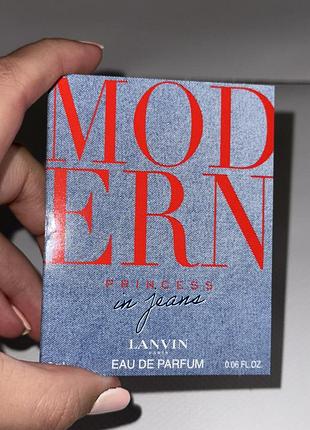 MOD
ERN
PRINCESS
in jeans
LANVIN
PARIS
EAU DE PARFUM 0.06 FL.OZ.